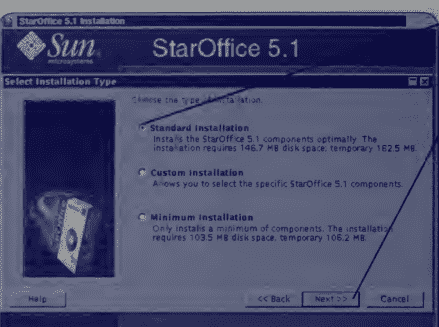 StarOffice 5.1 Installation
Sun
microsystems
StarOffice 5.1
Select Installation Type
Choose the type of installation.
Standard Installation
Installs the StarOffice 5.1 components optimally. The
installation requires 146.7 MB disk space, temporary 162.5 MB.
Custom Installation
Allows you to select the specific StarOffice 5.1 components.
Minimum Installation
Only installs a minimum of components. The installation
requires 103.5 MB disk space, temporary 106.2 MB.
Help
<< Back
Next >>
Cancel